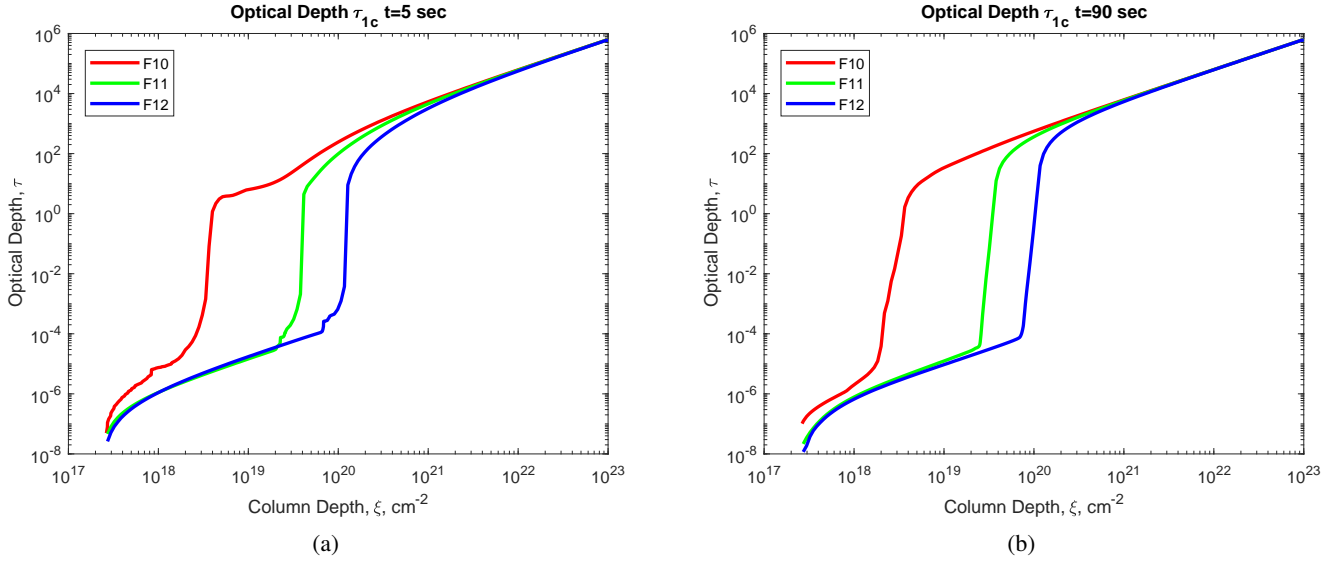 Optical Depth τ1c t=5 sec
10^6
10^4
10^2
10^0
10^-2
10^-4
10^-6
10^-8
Optical Depth, τ
F10
F11
F12
10^17 10^18 10^19 10^20 10^21 10^22 10^23
Column Depth, ξ, cm^-2
(a)
Optical Depth τ1c t=90 sec
10^6
10^4
10^2
10^0
10^-2
10^-4
10^-6
10^-8
Optical Depth, τ
F10
F11
F12
10^17 10^18 10^19 10^20 10^21 10^22 10^23
Column Depth, ξ, cm^-2
(b)